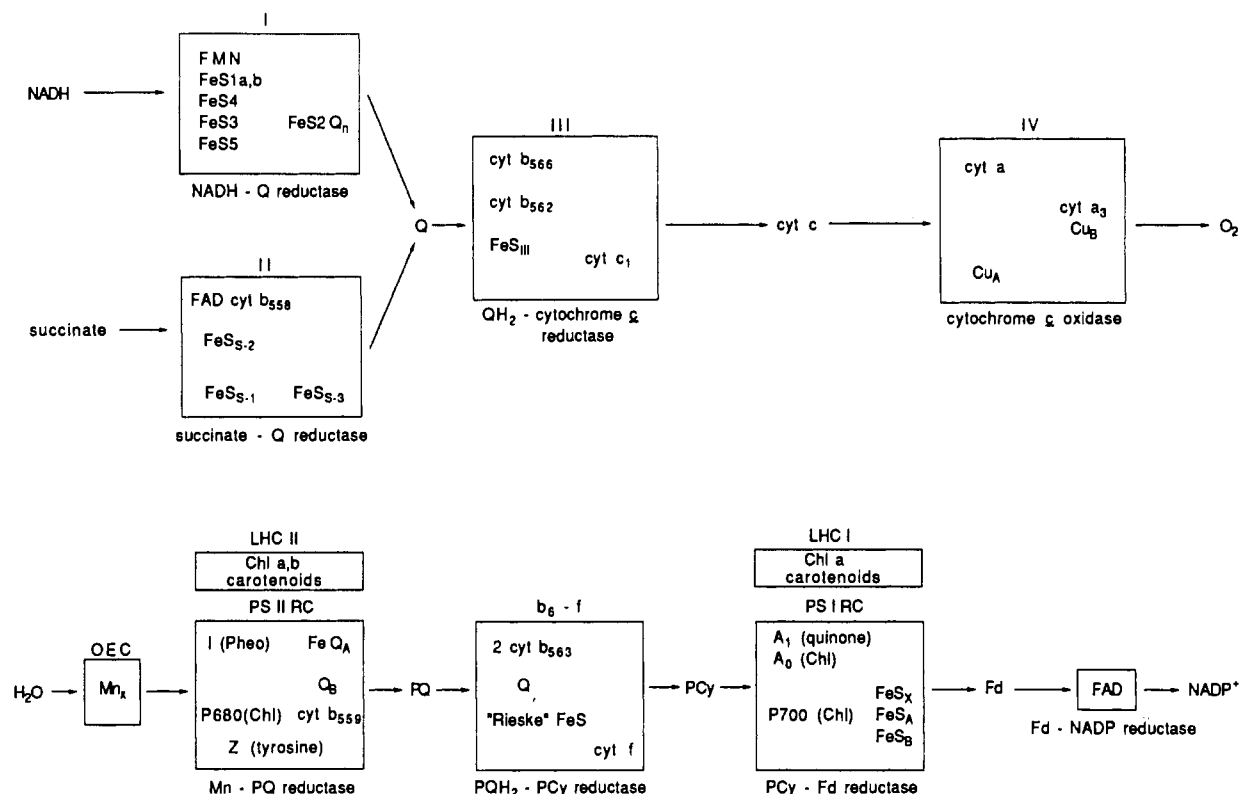 I
FMN
FeS1a,b
FeS4
FeS3 FeS2 Qn
FeS5
NADH
NADH - Q reductase
II
FAD cyt b558
FeSS-2
FeSS-1 FeSS-3
succinate
succinate - Q reductase
Q
III
cyt b566
cyt b562
FeSIII
cyt c1
QH2 - cytochrome c
reductase
cyt c
IV
cyt a
cyt a3
CuB
CuA
cytochrome c oxidase
O2
LHC II
Chl a,b
carotenoids
PS II RC
OEC
H2O
Mnx
I (Pheo) Fe QA
QB
P680(Chl) cyt b559
Z (tyrosine)
Mn - PQ reductase
PQ
b6 - f
2 cyt b563
Q
"Rieske" FeS
cyt f
PQH2 - PCy reductase
PCy
LHC I
Chl a
carotenoids
PS I RC
A1 (quinone)
A0 (Chl)
FeSX
P700 (Chl) FeSA
FeSB
PCy - Fd reductase
Fd
FAD
NADP+
Fd - NADP reductase